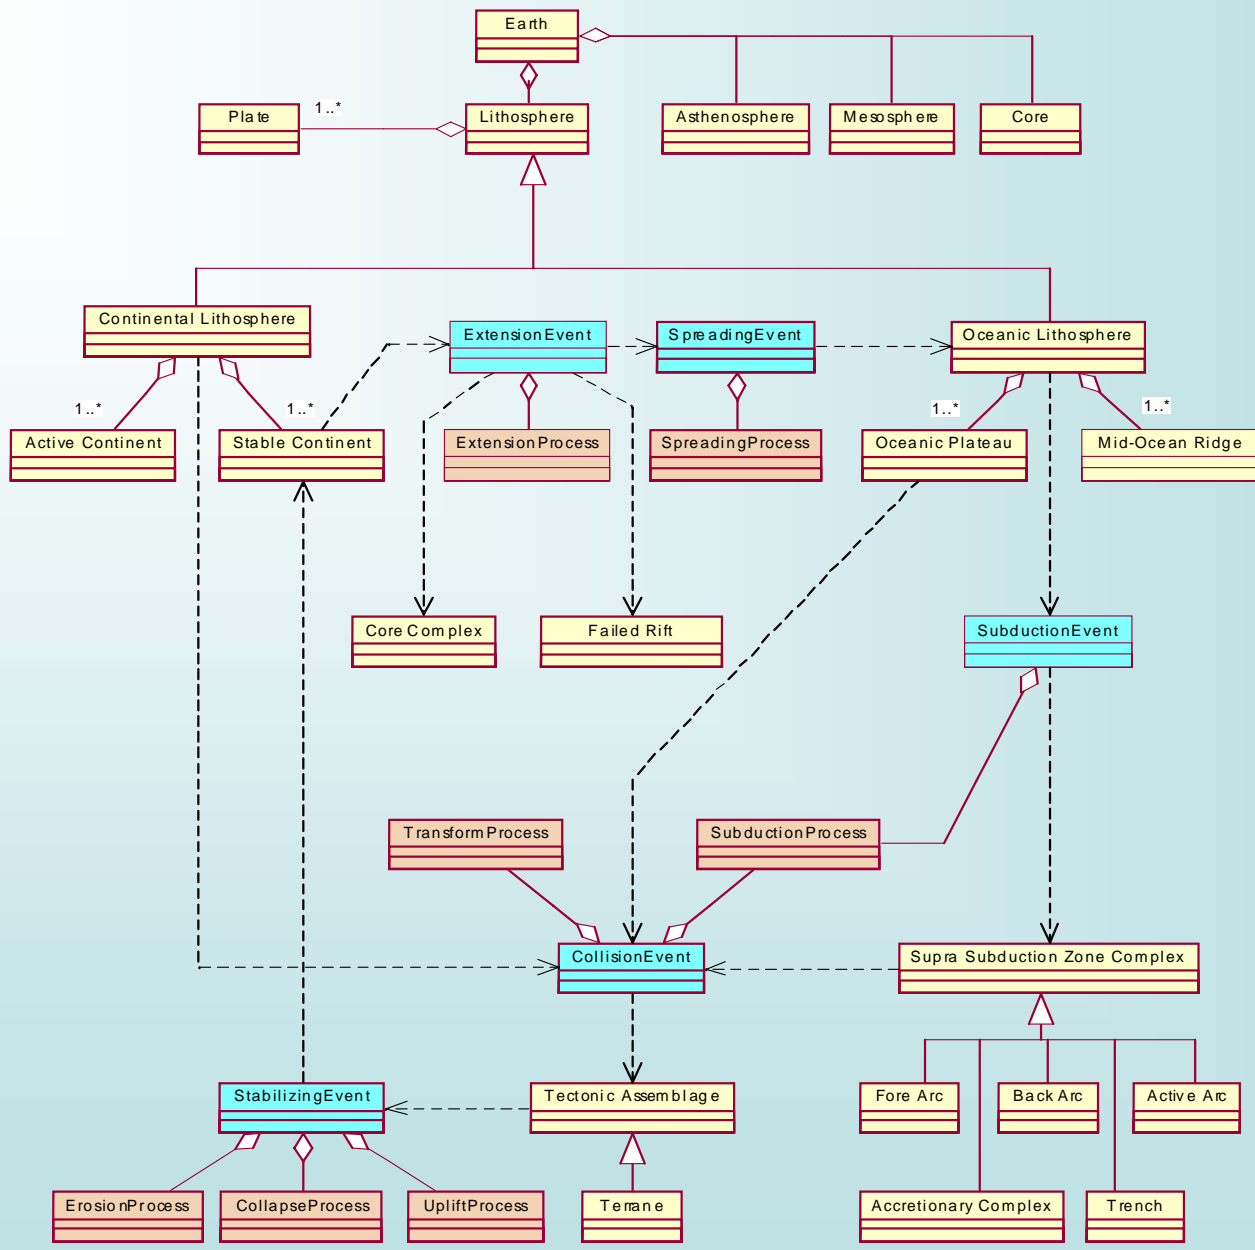 Earth
1..*
Plate
Lithosphere
Asthenosphere
Mesosphere
Core
Continental Lithosphere
ExtensionEvent
SpreadingEvent
Oceanic Lithosphere
1..*
1..*
1..*
1..*
Active Continent
Stable Continent
ExtensionProcess
SpreadingProcess
Oceanic Plateau
Mid-Ocean Ridge
Core Complex
Failed Rift
SubductionEvent
TransformProcess
SubductionProcess
CollisionEvent
Supra Subduction Zone Complex
StabilizingEvent
Tectonic Assemblage
Fore Arc
Back Arc
Active Arc
ErosionProcess
CollapseProcess
UpliftProcess
Terrane
Accretionary Complex
Trench